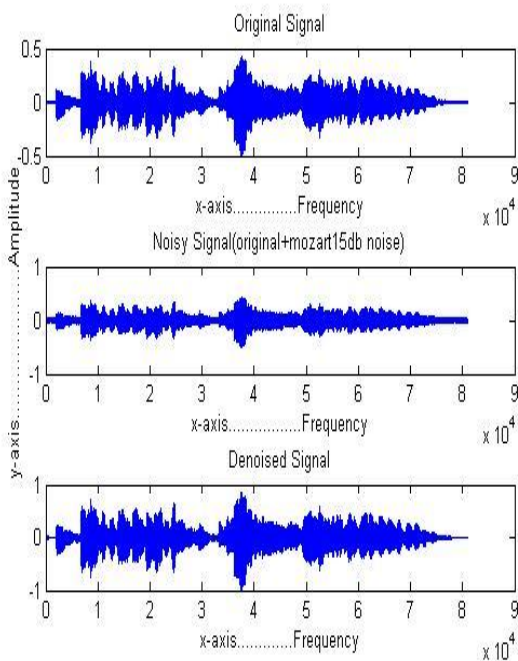 Original Signal
0.5
0
-0.5
0 1 2 3 4 5 6 7 8 9
x-axis...............Frequency
x 10^4
y-axis.........................Amplitude
Noisy Signal(original+mozart15db noise)
1
0
-1
0 1 2 3 4 5 6 7 8 9
x-axis.................Frequency
x 10^4
Denoised Signal
1
0
-1
0 1 2 3 4 5 6 7 8 9
x-axis.............Frequency
x 10^4